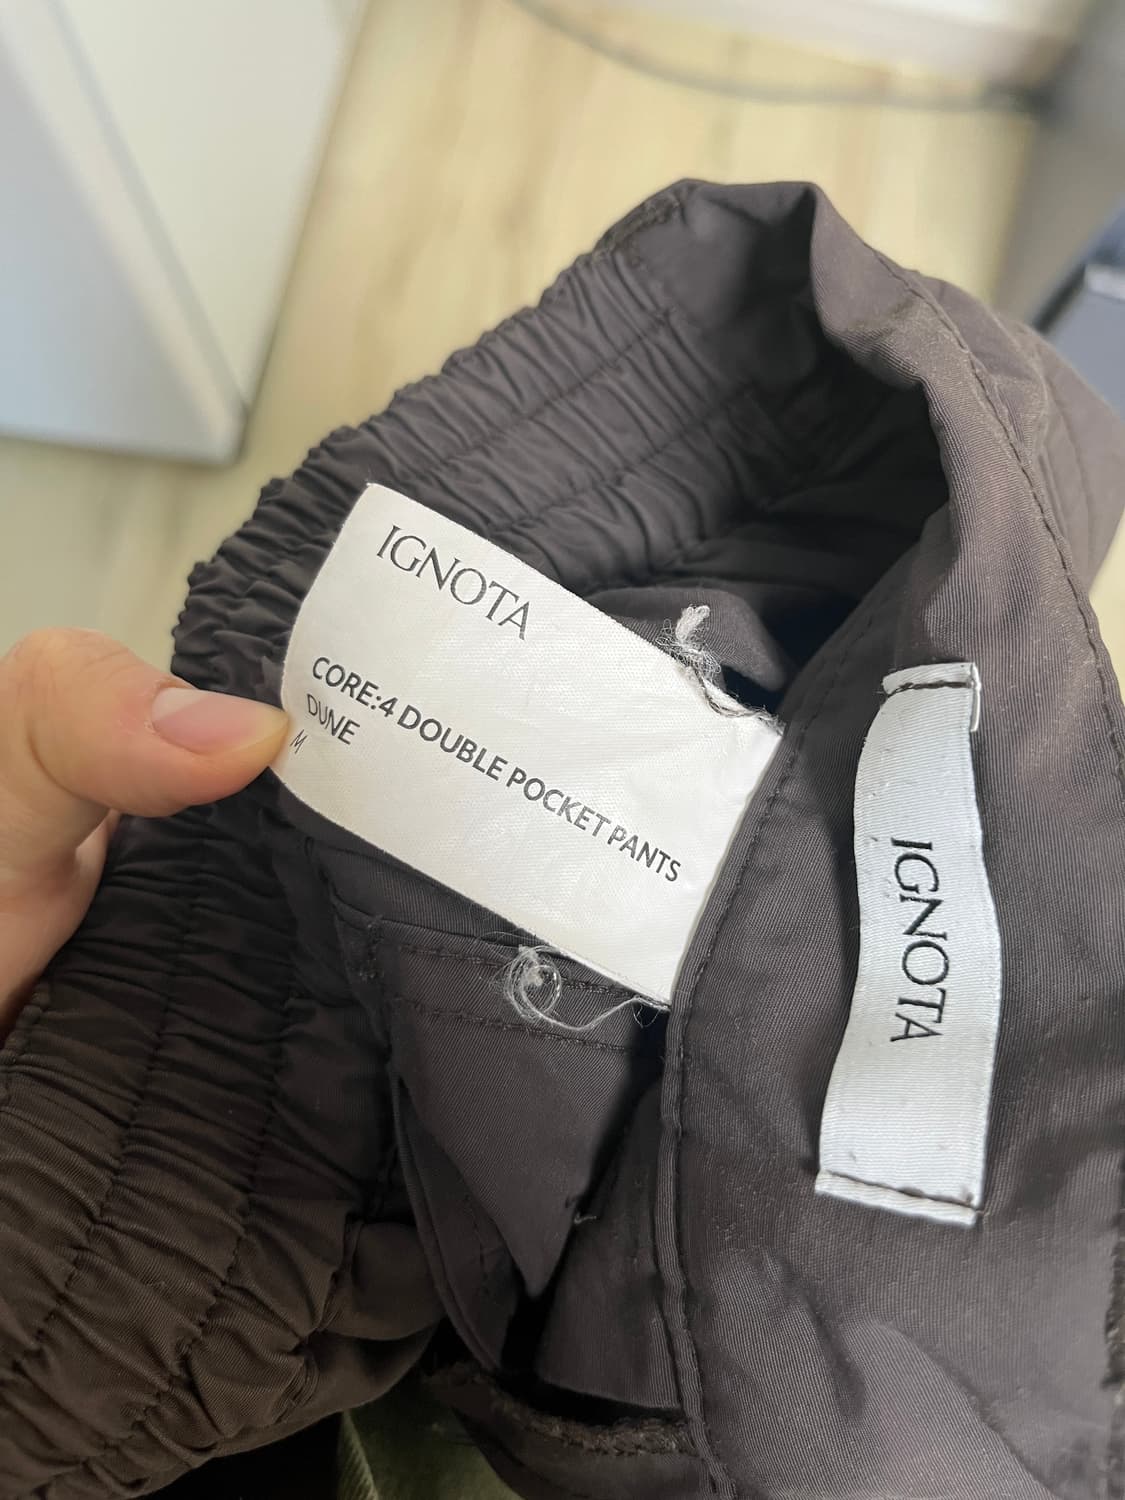 IGNOTA
CORE:4 DOUBLE POCKET PANTS
DUNE
M
IGNOTA